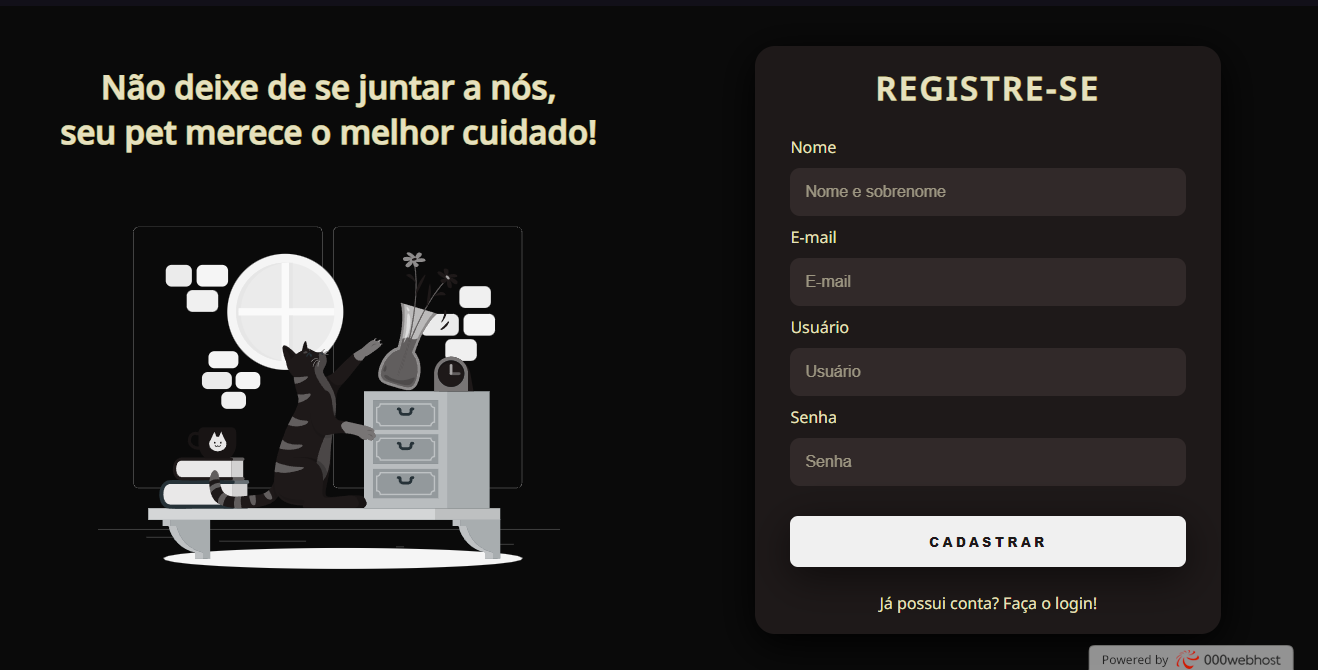 Não deixe de se juntar a nós,
seu pet merece o melhor cuidado!
REGISTRE-SE
Nome
Nome e sobrenome
E-mail
E-mail
Usuário
Usuário
Senha
Senha
CADASTRAR
Já possui conta? Faça o login!
Powered by 000webhost